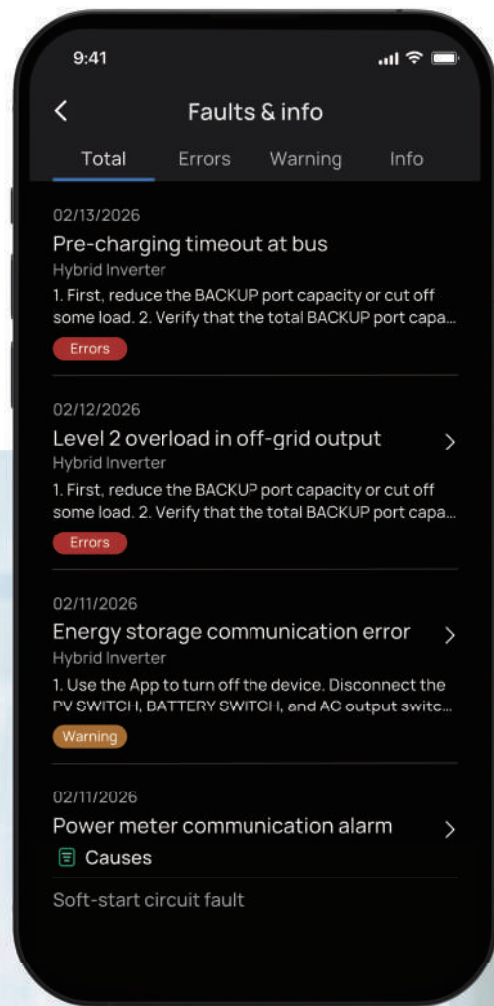 9:41
Faults & info
Total Errors Warning Info
02/13/2026
Pre-charging timeout at bus
Hybrid Inverter
1. First, reduce the BACKUP port capacity or cut off
some load. 2. Verify that the total BACKUP port capa...
Errors
02/12/2026
Level 2 overload in off-grid output
Hybrid Inverter
1. First, reduce the BACKUP port capacity or cut off
some load. 2. Verify that the total BACKUP port capa...
Errors
02/11/2026
Energy storage communication error
Hybrid Inverter
1. Use the App to turn off the device. Disconnect the
PV SWITCH, BATTERY SWITCH, and AC output switc...
Warning
02/11/2026
Power meter communication alarm
Causes
Soft-start circuit fault